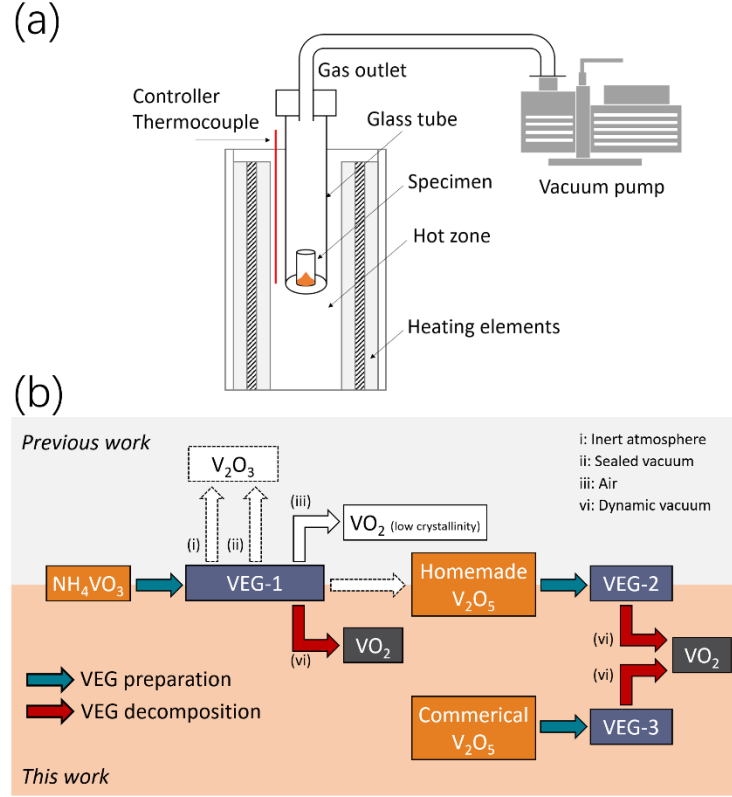 (a)
Gas outlet
Controller
Thermocouple
Glass tube
Specimen
Hot zone
Heating elements
Vacuum pump
(b)
Previous work
i: Inert atmosphere
ii: Sealed vacuum
iii: Air
vi: Dynamic vacuum
V₂O₃
(i)
(ii)
(iii)
VO₂ (low crystallinity)
NH₄VO₃
VEG-1
Homemade
V₂O₅
VEG-2
(vi)
VO₂
(vi)
(vi)
VO₂
VEG preparation
VEG decomposition
Commerical
V₂O₅
VEG-3
This work